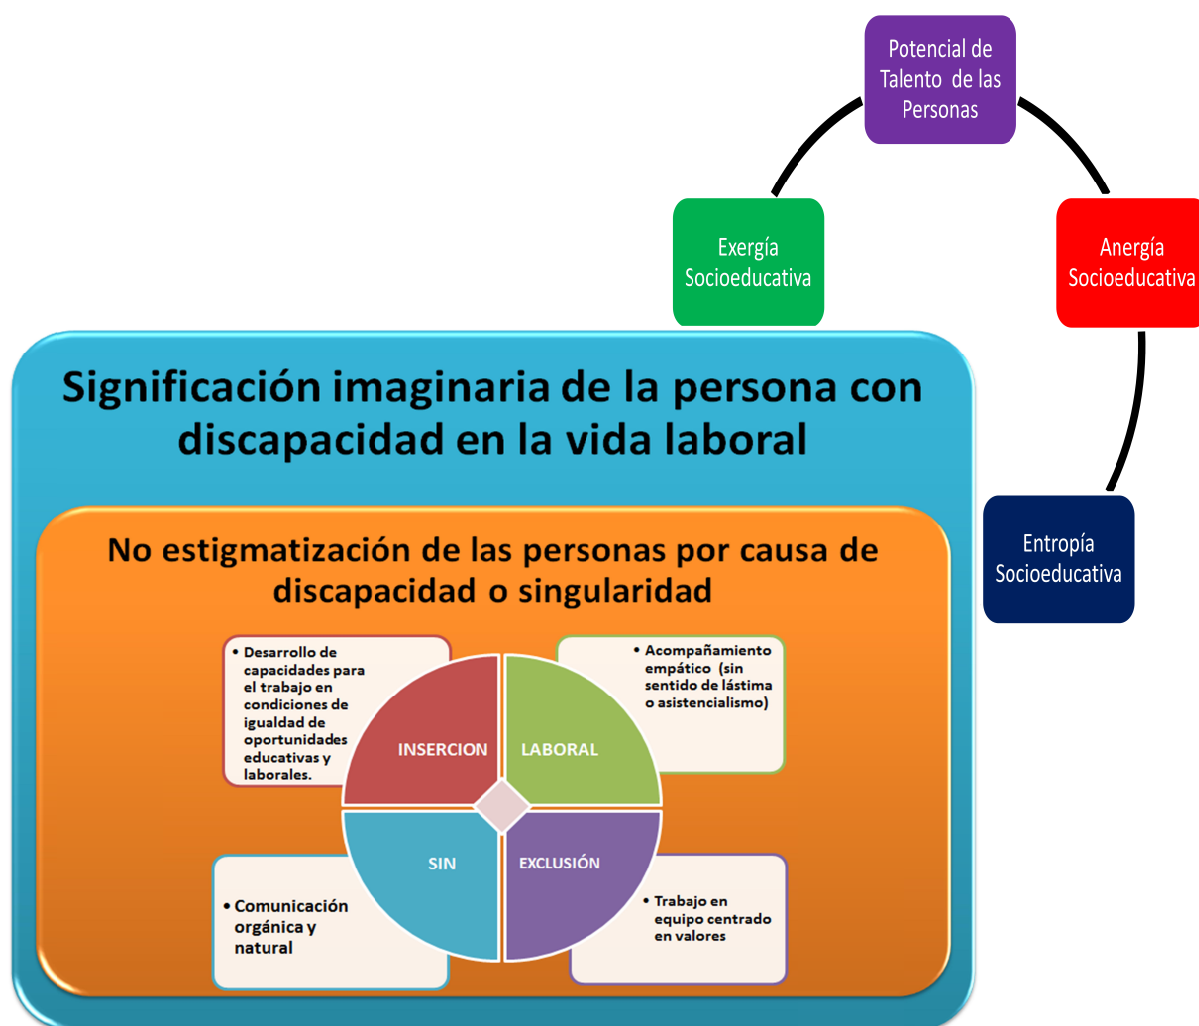 Potencial de
Talento de las
Personas
Exergía
Socioeducativa
Anergía
Socioeducativa
Entropía
Socioeducativa
Significación imaginaria de la persona con
discapacidad en la vida laboral
No estigmatización de las personas por causa de
discapacidad o singularidad
• Desarrollo de
capacidades para
el trabajo en
condiciones de
igualdad de
oportunidades
educativas y
laborales.
• Acompañamiento
empático (sin
sentido de lástima
o asistencialismo)
INSERCION
LABORAL
SIN
EXCLUSIÓN
• Comunicación
orgánica y
natural
• Trabajo en
equipo centrado
en valores